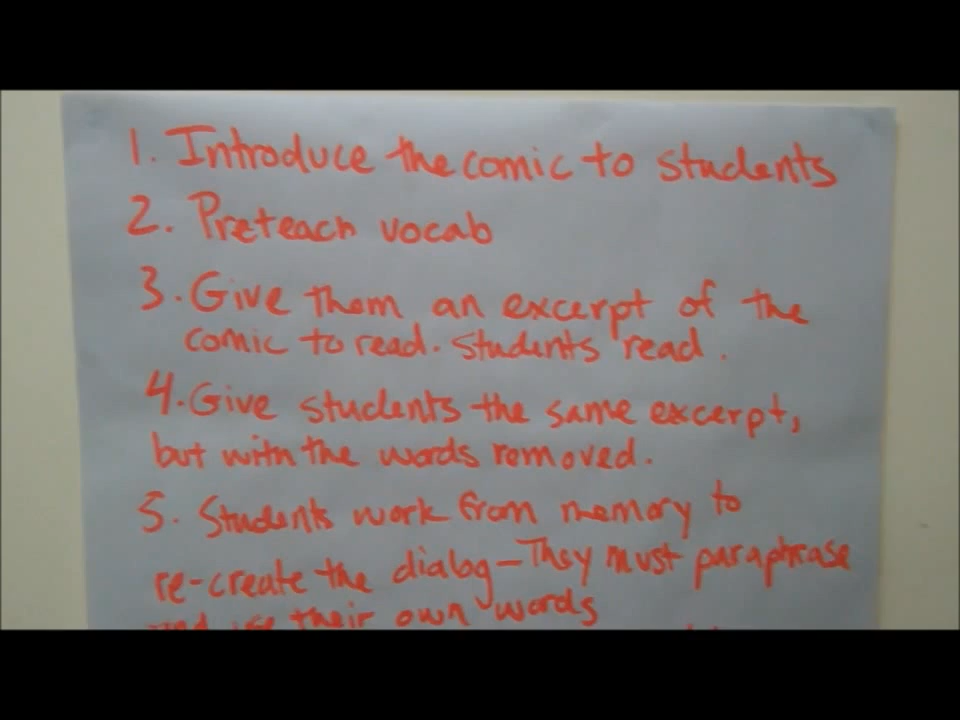 1. Introduce the comic to students
2. Preteach vocab
3. Give them an excerpt of the
comic to read. Students read.
4. Give students the same excerpt,
but with the words removed.
5. Students work from memory to
re-create the dialog - They must paraphrase
and use their own words